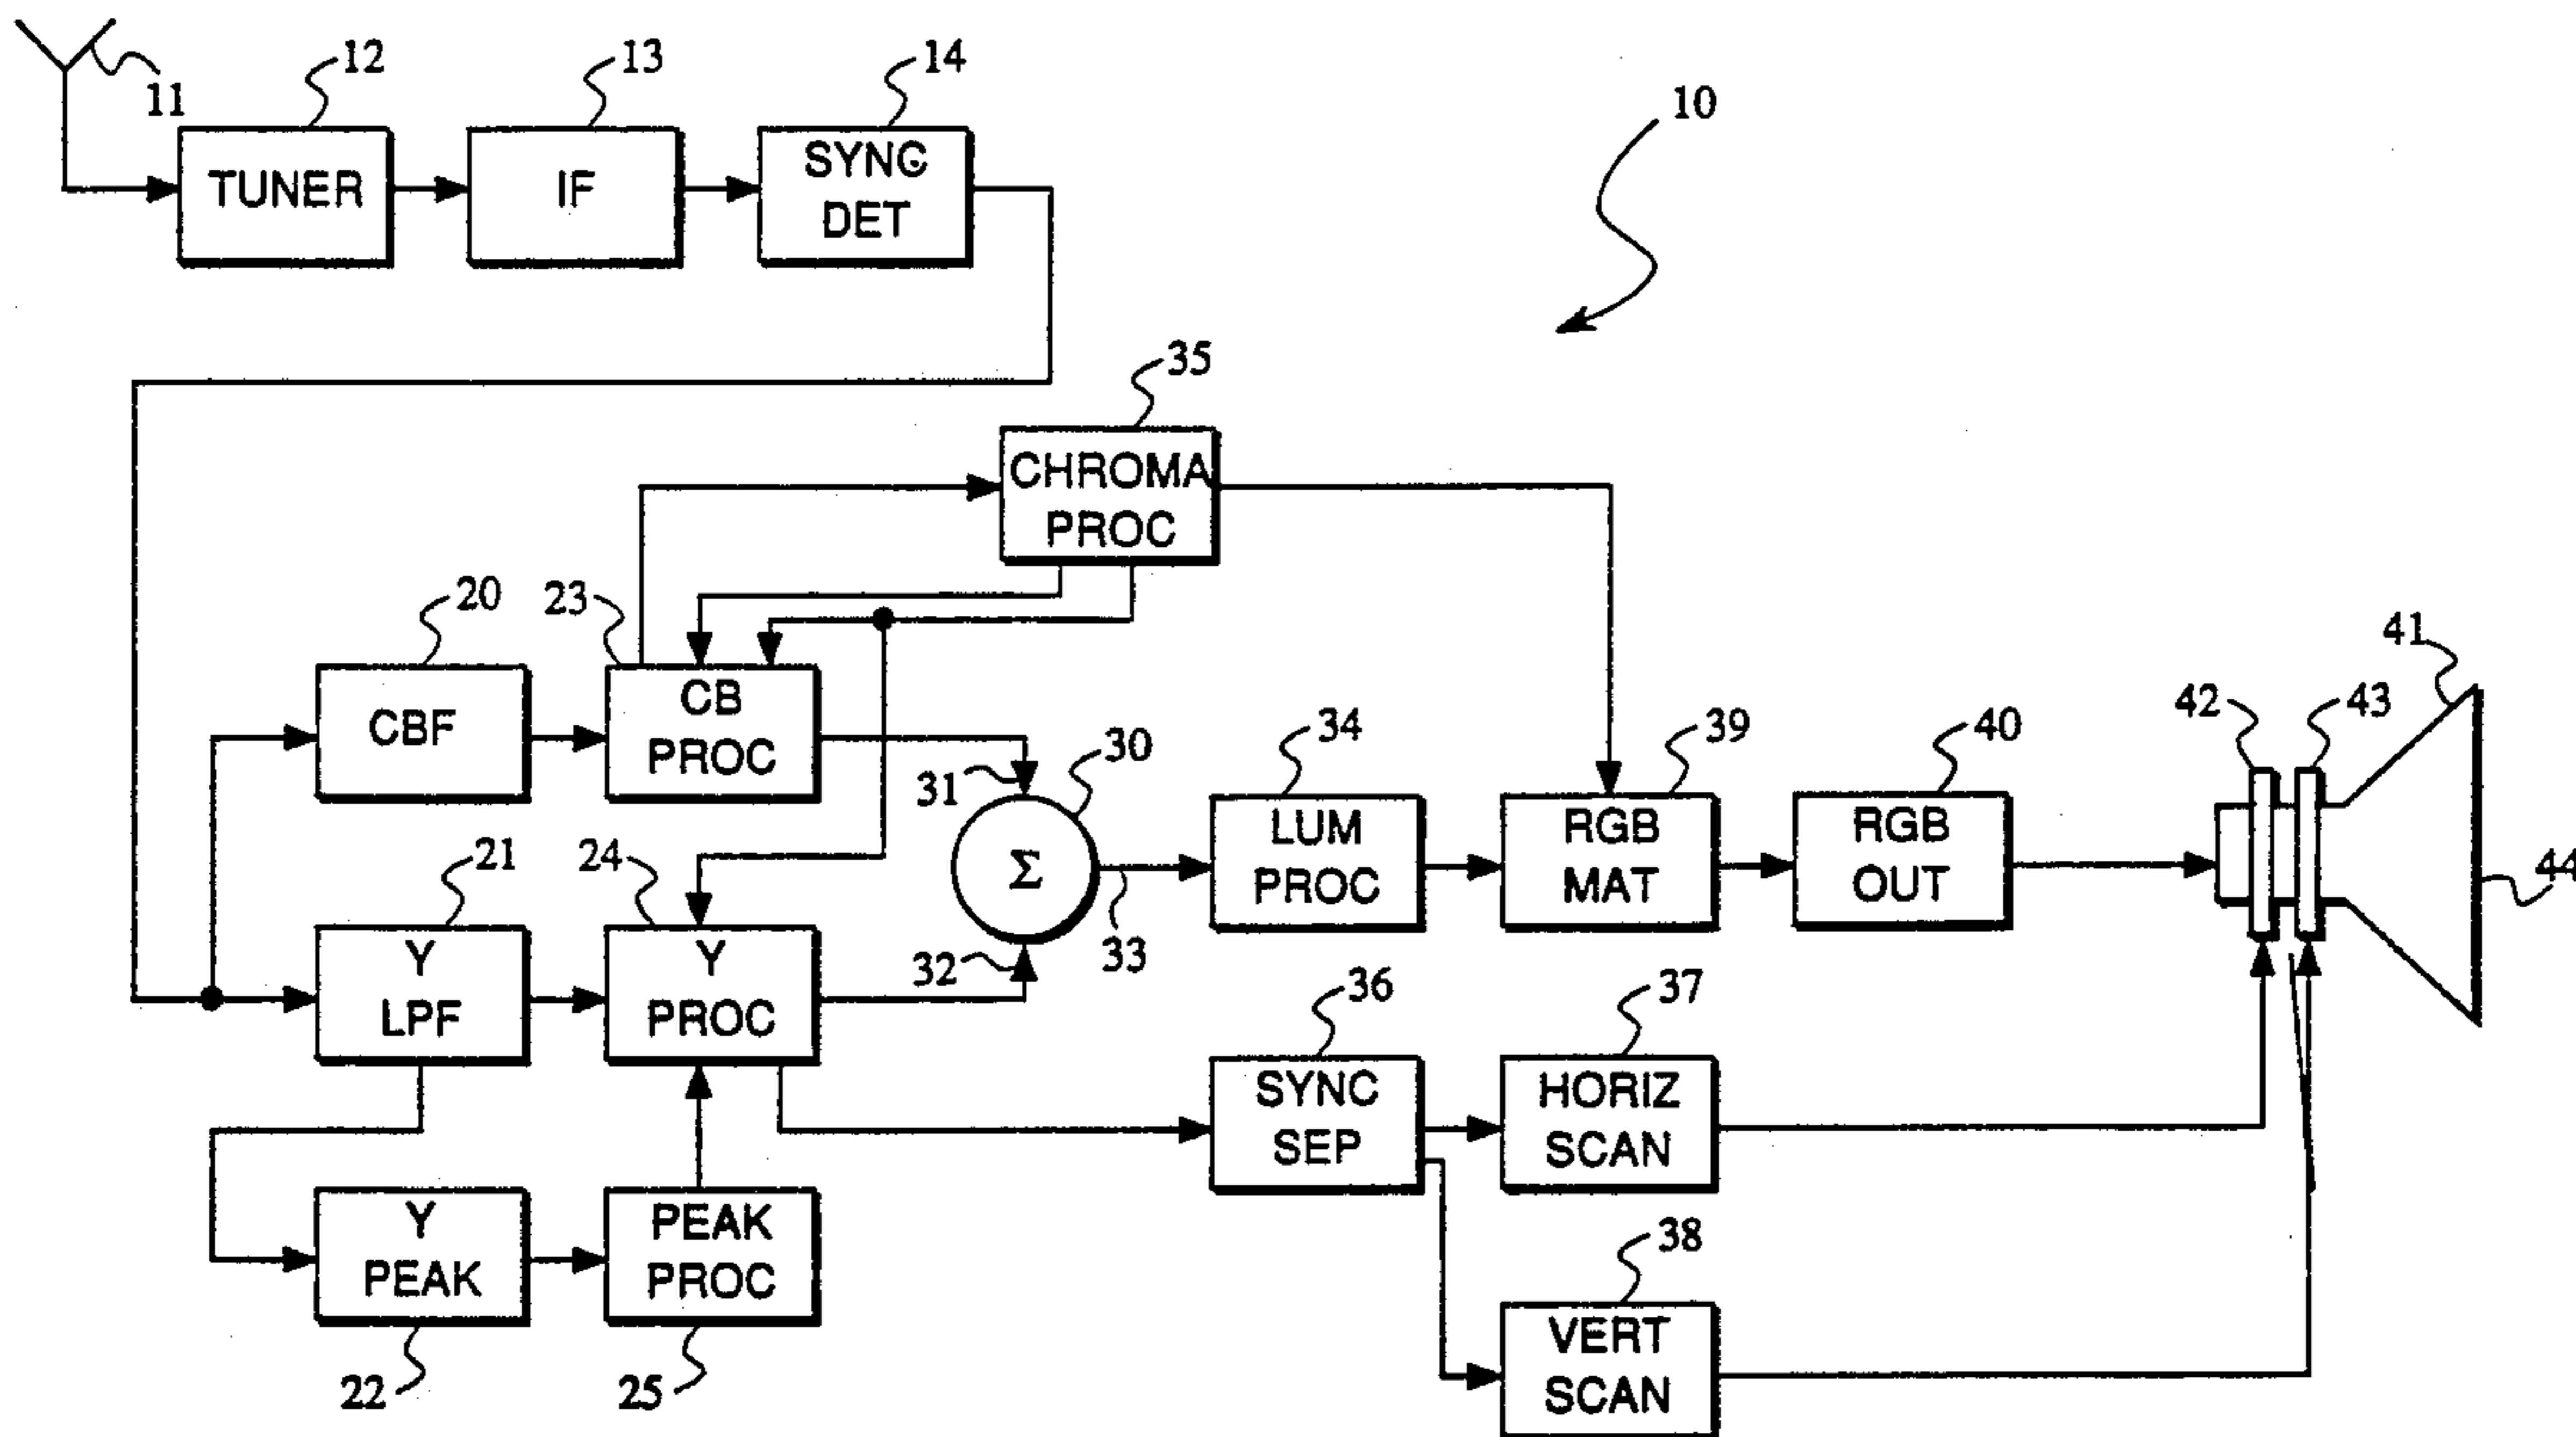 11
12
13
14
10
TUNER
IF
SYNC
DET
35
CHROMA
PROC
20
23
CBF
CB
PROC
31
30
Σ
32
33
34
LUM
PROC
39
RGB
MAT
40
RGB
OUT
42
43
41
44
21
24
Y
LPF
Y
PROC
36
SYNC
SEP
37
HORIZ
SCAN
Y
PEAK
PEAK
PROC
22
25
38
VERT
SCAN